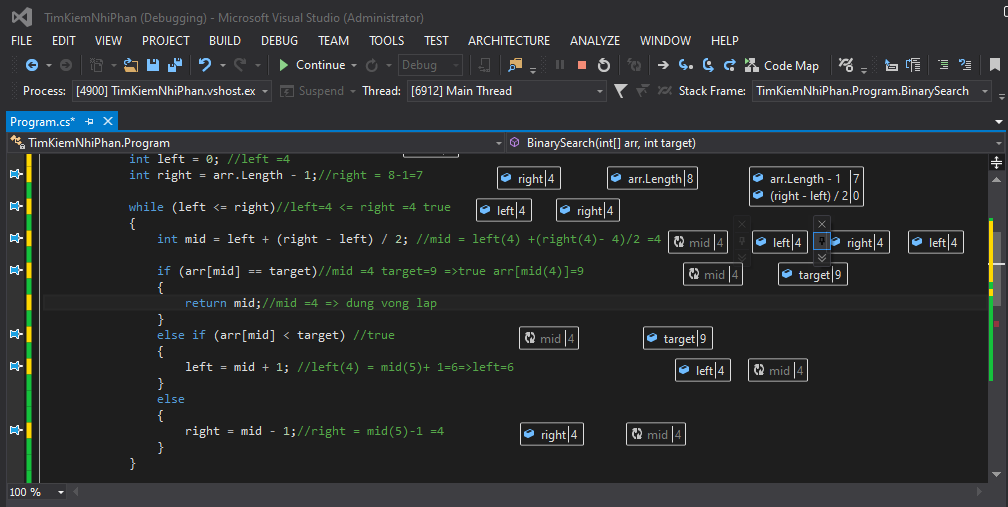 TimKiemNhiPhan (Debugging) - Microsoft Visual Studio (Administrator)
FILE EDIT VIEW PROJECT BUILD DEBUG TEAM TOOLS TEST ARCHITECTURE ANALYZE WINDOW HELP
Continue Debug Code Map
Process: [4900] TimKiemNhiPhan.vshost.ex Suspend Thread: [6912] Main Thread Stack Frame: TimKiemNhiPhan.Program.BinarySearch
Program.cs*
TimKiemNhiPhan.Program BinarySearch(int[] arr, int target)
int left = 0; //left =4
int right = arr.Length - 1;//right = 8-1=7 right 4 arr.Length 8 arr.Length - 1 7
(right - left) / 2 0
while (left <= right)//left=4 <= right =4 true left 4 right 4
{
int mid = left + (right - left) / 2; //mid = left(4) +(right(4)- 4)/2 =4 mid 4 left 4 right 4 left 4
if (arr[mid] == target)//mid =4 target=9 =>true arr[mid(4)]=9 mid 4 target 9
{
return mid;//mid =4 => dung vong lap
}
else if (arr[mid] < target) //true mid 4 target 9
{
left = mid + 1; //left(4) = mid(5)+ 1=6=>left=6 left 4 mid 4
}
else
{
right = mid - 1;//right = mid(5)-1 =4 right 4 mid 4
}
}
100 %